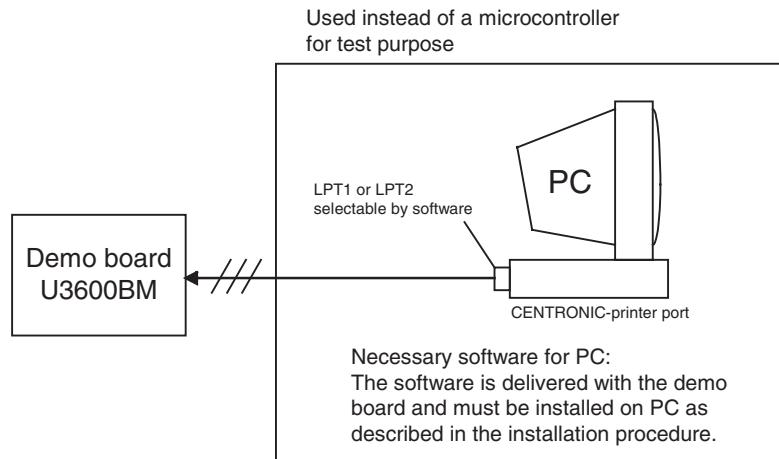 Used instead of a microcontroller
for test purpose
PC
LPT1 or LPT2
selectable by software
Demo board
U3600BM
CENTRONIC-printer port
Necessary software for PC:
The software is delivered with the demo
board and must be installed on PC as
described in the installation procedure.